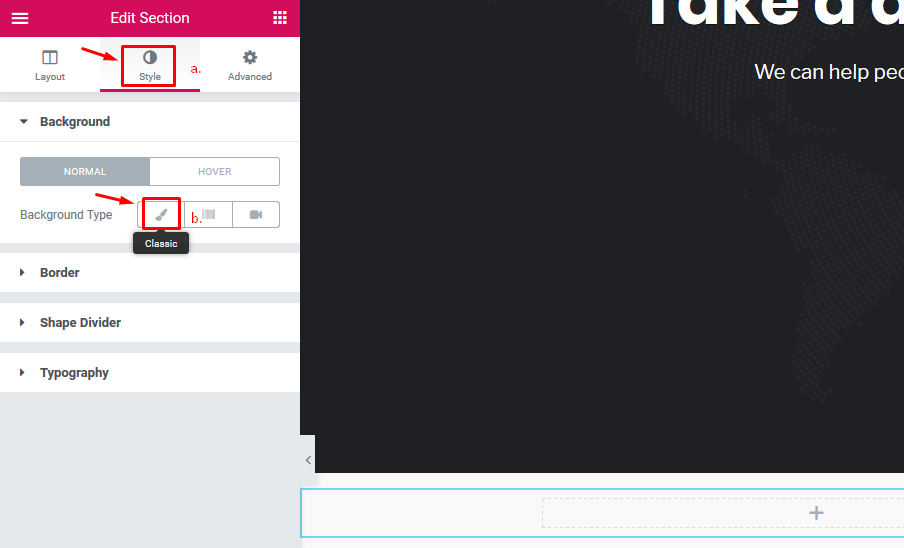 Edit Section
Layout
Style
a.
Advanced
Background
NORMAL
HOVER
Background Type
b.
Classic
Border
Shape Divider
Typography
Take a d
We can help peo